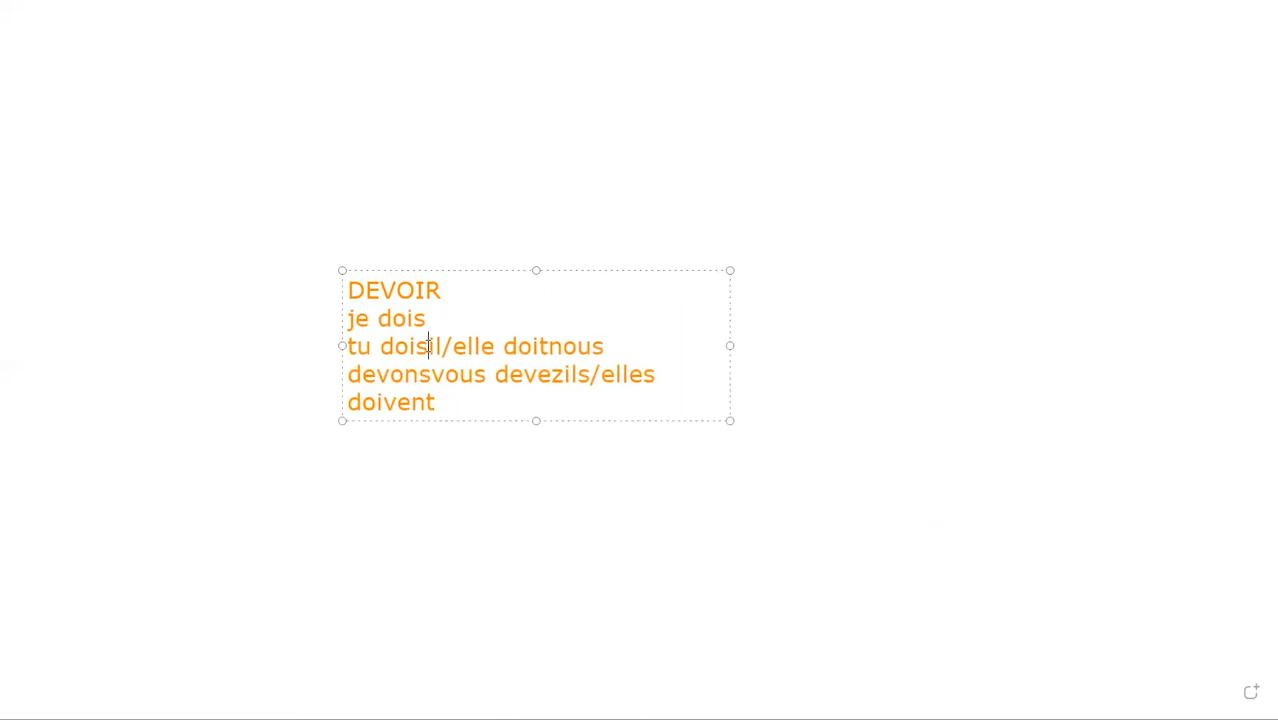 DEVOIR
je dois
tu doisil/elle doitnous
devonsvous devezils/elles
doivent